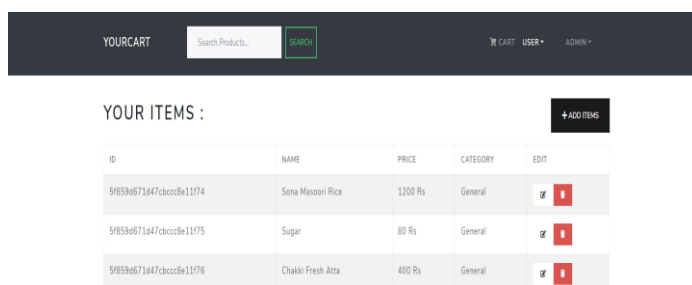 YOURCART Search Products... SEARCH CART USER ADMIN
YOUR ITEMS : + ADD ITEMS
ID NAME PRICE CATEGORY EDIT
5f859d671d47cbccc8e11f74 Sona Masoori Rice 1200 Rs General
5f859d671d47cbccc8e11f75 Sugar 80 Rs General
5f859d671d47cbccc8e11f76 Chakki Fresh Atta 400 Rs General